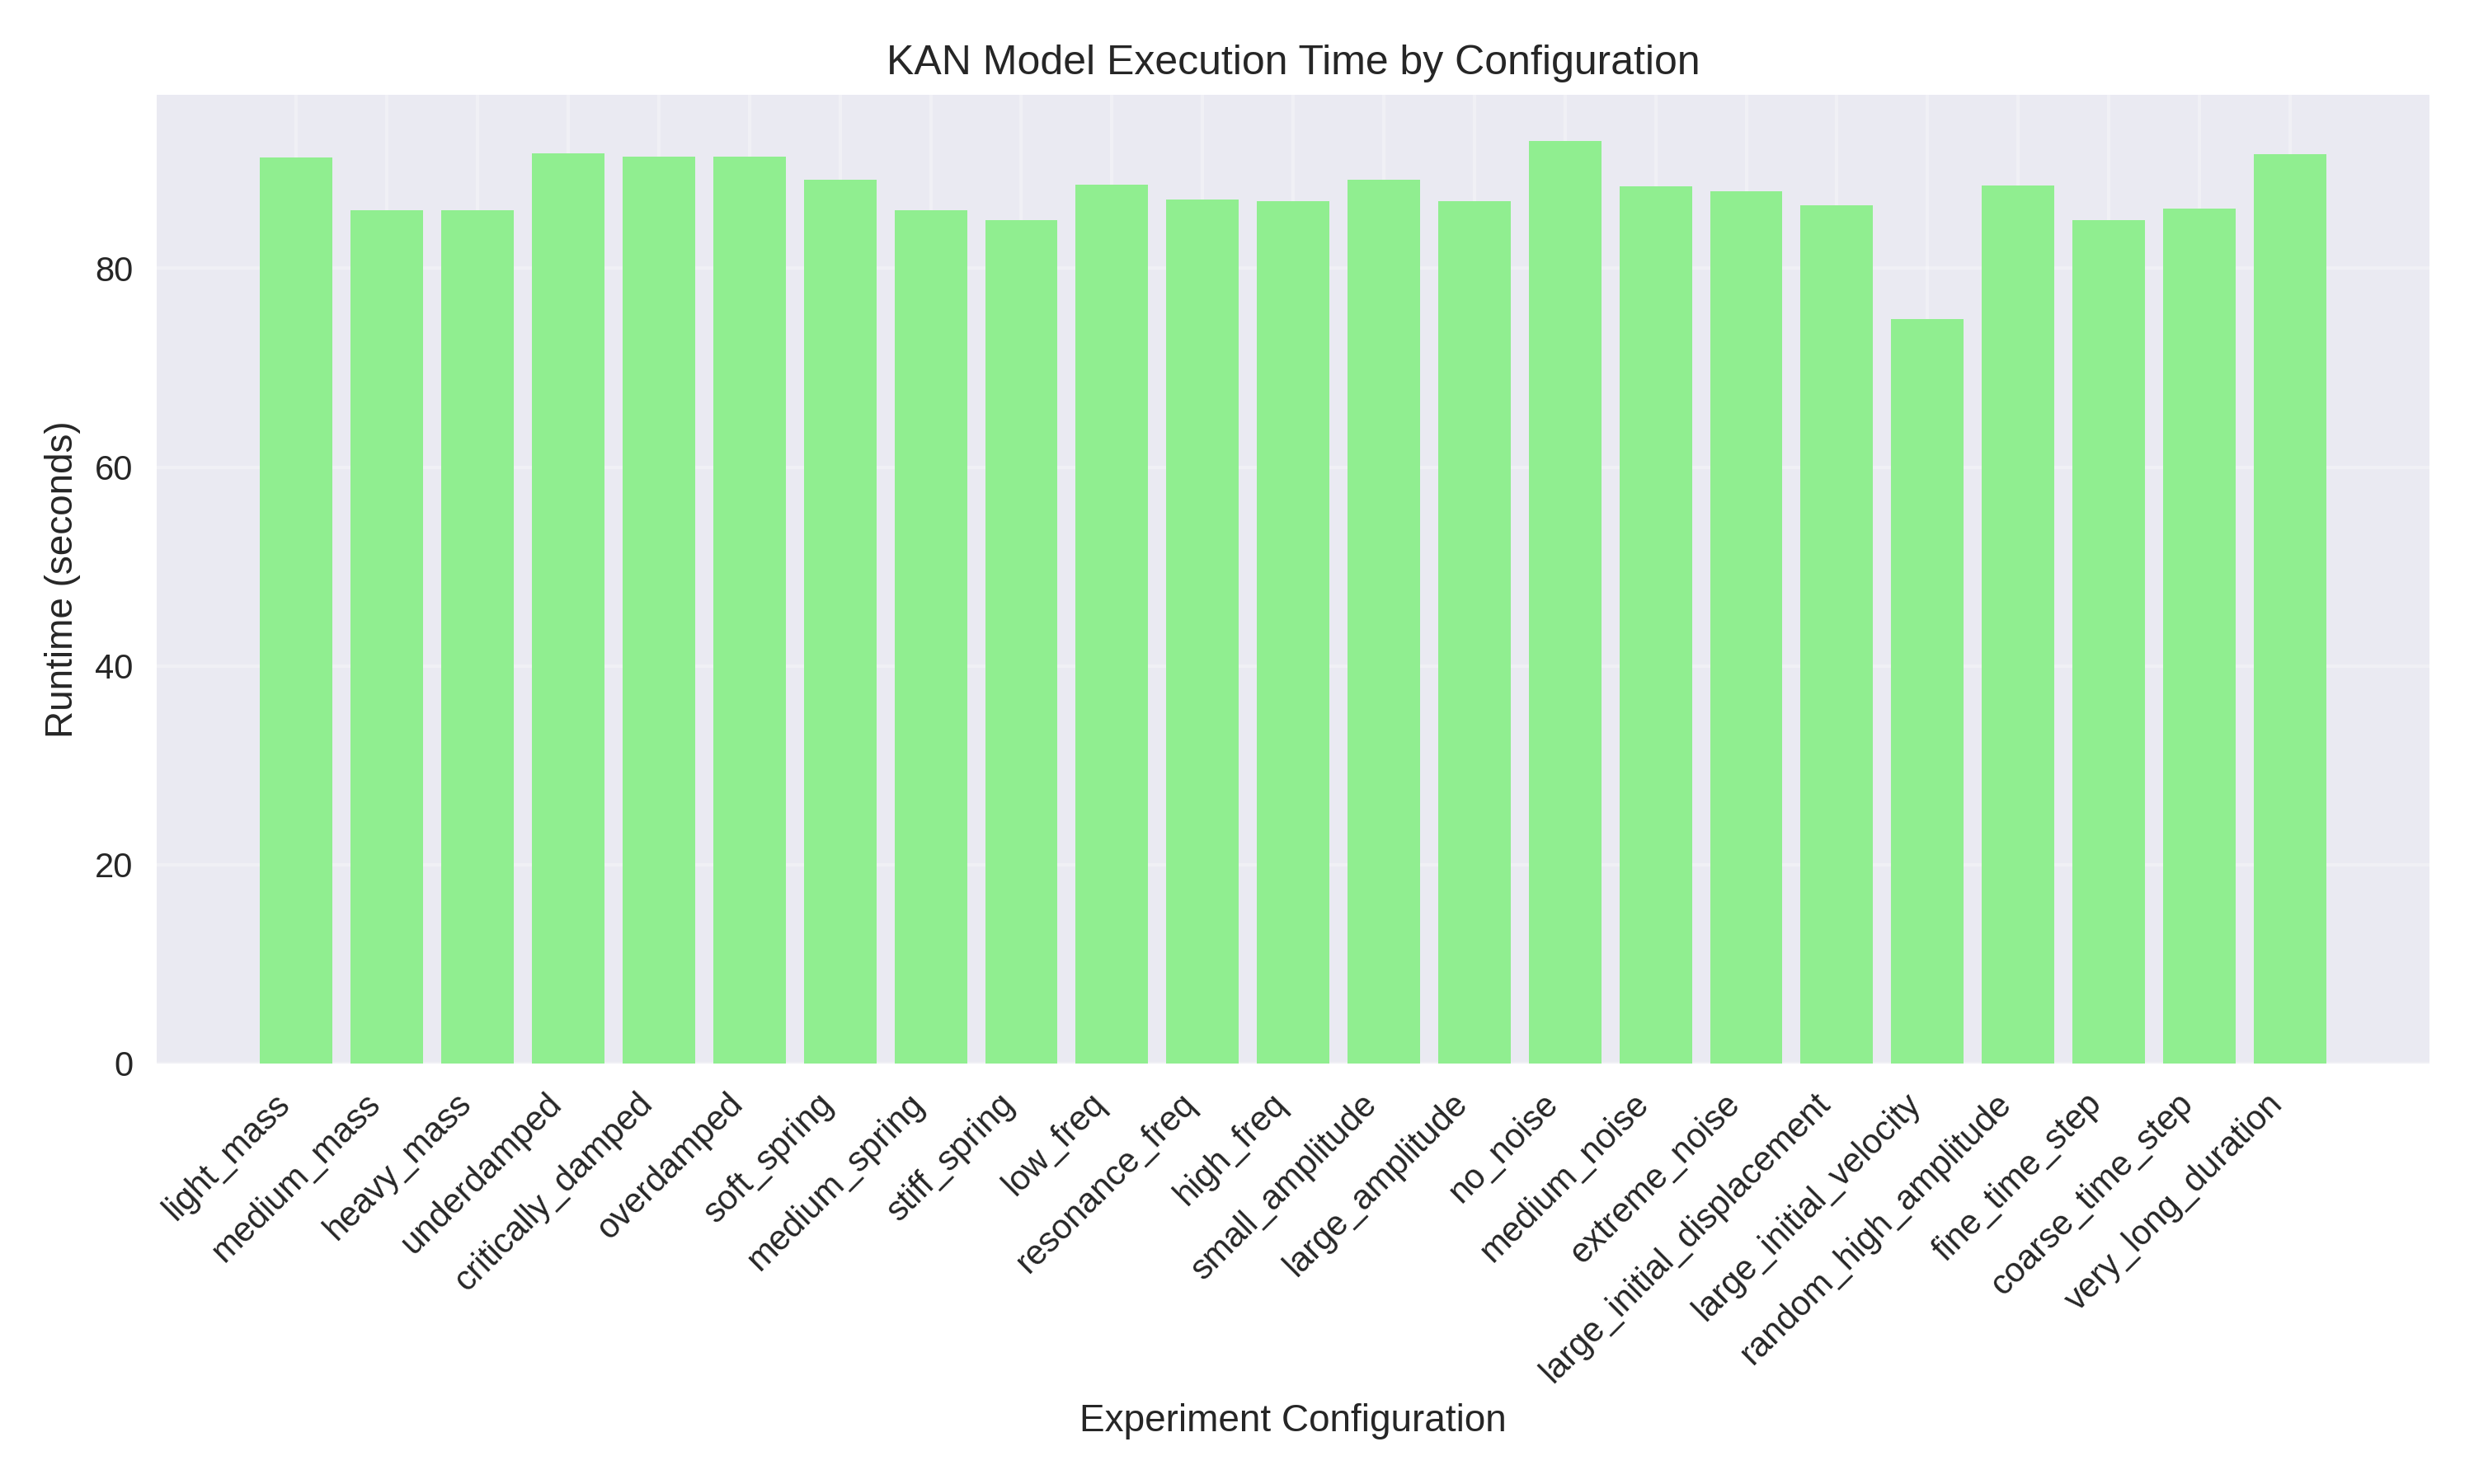 KAN Model Execution Time by Configuration
Runtime (seconds)
80
60
40
20
0
light_mass
medium_mass
heavy_mass
underdamped
critically_damped
overdamped
soft_spring
medium_spring
stiff_spring
low_freq
resonance_freq
high_freq
small_amplitude
large_amplitude
no_noise
medium_noise
extreme_noise
large_initial_displacement
large_initial_velocity
random_high_amplitude
fine_time_step
coarse_time_step
very_long_duration
Experiment Configuration